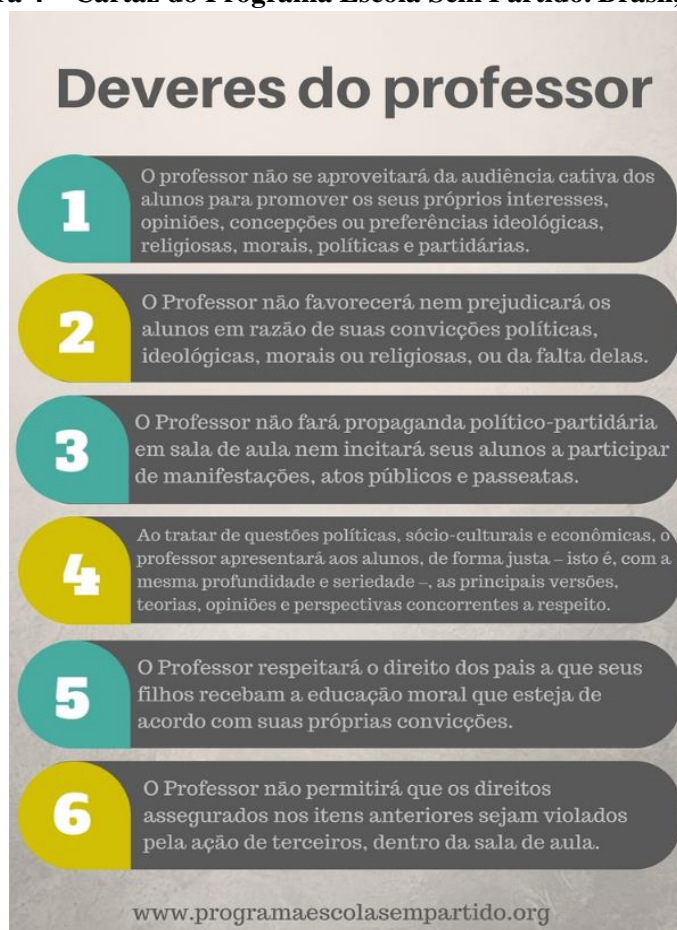 Cartaz do Programa Escola Sem Partido. Brasil,
Deveres do professor
1
O professor não se aproveitará da audiência cativa dos
alunos para promover os seus próprios interesses,
opiniões, concepções ou preferências ideológicas,
religiosas, morais, políticas e partidárias.
2
O Professor não favorecerá nem prejudicará os
alunos em razão de suas convicções políticas,
ideológicas, morais ou religiosas, ou da falta delas.
3
O Professor não fará propaganda político-partidária
em sala de aula nem incitará seus alunos a participar
de manifestações, atos públicos e passeatas.
4
Ao tratar de questões políticas, sócio-culturais e econômicas, o
professor apresentará aos alunos, de forma justa – isto é, com a
mesma profundidade e seriedade –, as principais versões,
teorias, opiniões e perspectivas concorrentes a respeito.
5
O Professor respeitará o direito dos pais a que seus
filhos recebam a educação moral que esteja de
acordo com suas próprias convicções.
6
O Professor não permitirá que os direitos
assegurados nos itens anteriores sejam violados
pela ação de terceiros, dentro da sala de aula.
www.programaescolasempartido.org